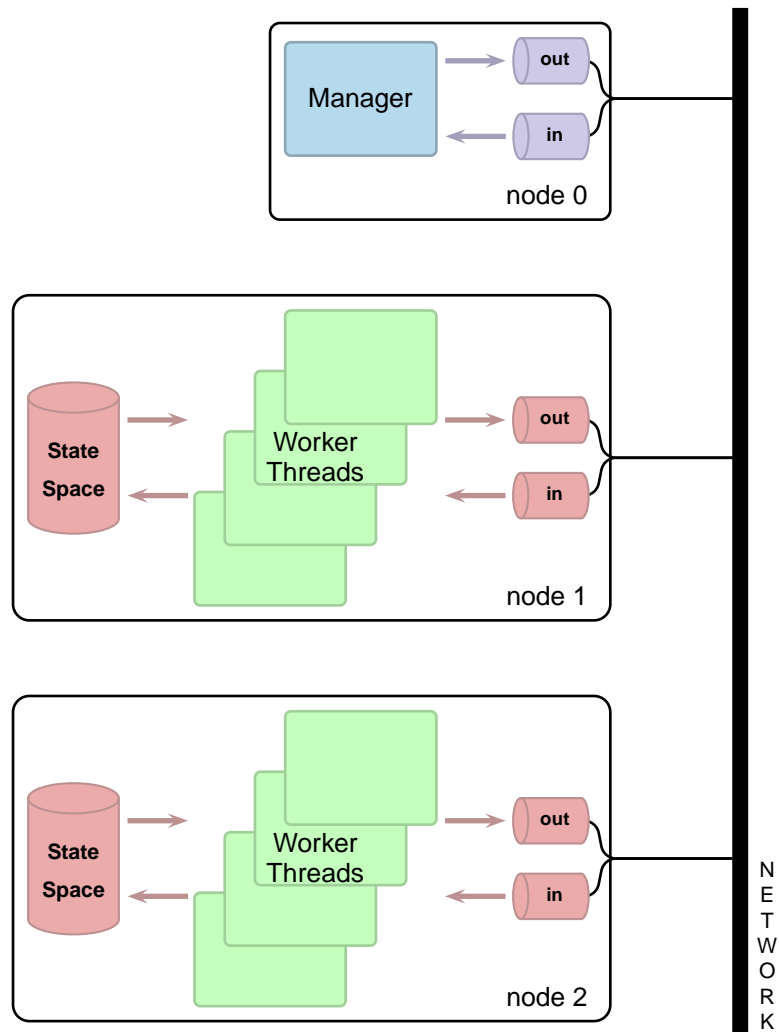 out
Manager
in
node 0
out
State
Space
Worker
Threads
in
node 1
out
State
Space
Worker
Threads
in
node 2
NETWORK